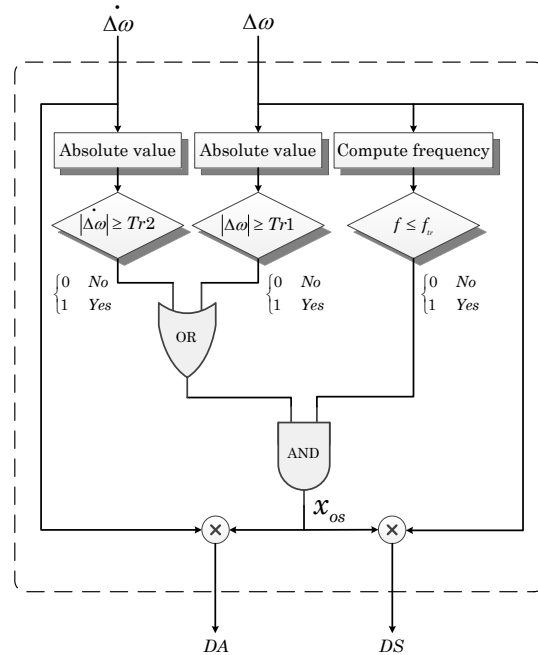 Δω̇ Δω
Absolute value Absolute value Compute frequency
|Δω̇| ≥ Tr2 |Δω| ≥ Tr1 f ≤ f_tr
{0 No {0 No {0 No
{1 Yes {1 Yes {1 Yes
OR
AND
x_os
× ×
DA DS